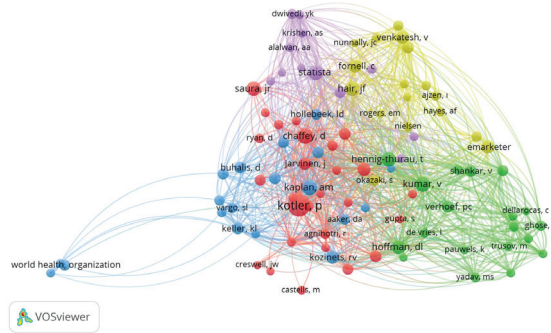 dwivedi, yk
krishen, as
nunnally, jc
venkatesh, v
alalwan, aa
fornell, c
statista
saura, jr
hair, jf
ajzen, i
hollebeek, ld
rogers, em
hayes, af
nielsen
ryan, d
chaffey, d
emarketer
jarvinen, j
hennig-thurau, t
buhalis, d
shankar, v
okazaki, s
kaplan, am
kumar, v
kotler, p
verhoef, pc
vargo, sl
dellarocas, c
aaker, da
gupta, s
keller, kl
ghose,
agnihotri, r
de vries, l
hoffman, dl
pauwels, k
trusov, m
kozinets, rv
world health, organization
creswell, jw
yadav, ms
castells, m
VOSviewer